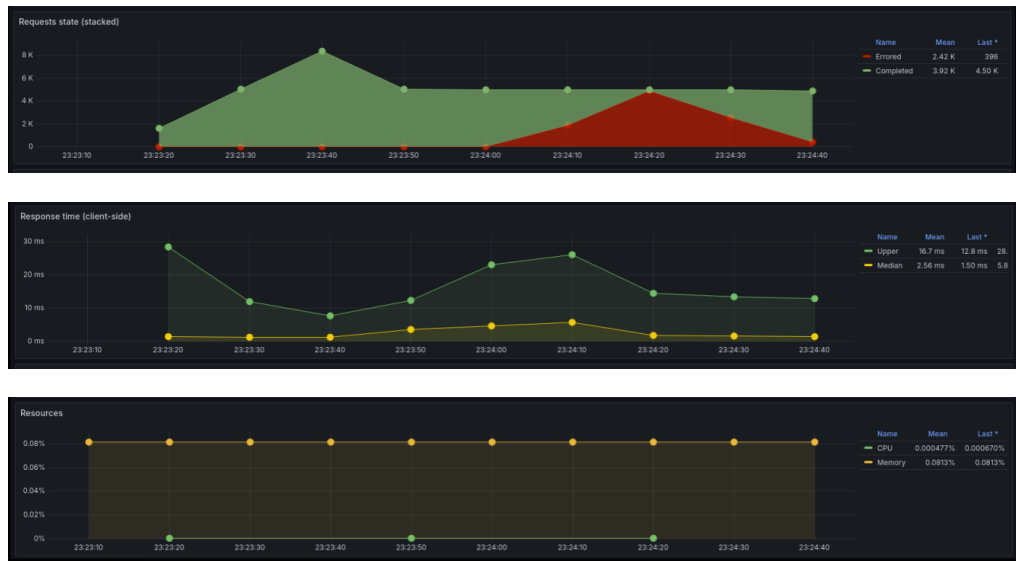 Requests state (stacked)
Name Mean Last *
8 K
Errored 2.42 K 396
Completed 3.92 K 4.50 K
6 K
4 K
2 K
0
23:23:10 23:23:20 23:23:30 23:23:40 23:23:50 23:24:00 23:24:10 23:24:20 23:24:30 23:24:40
Response time (client-side)
Name Mean Last *
30 ms
Upper 16.7 ms 12.8 ms 28.
Median 2.56 ms 1.50 ms 5.8
20 ms
10 ms
0 ms
23:23:10 23:23:20 23:23:30 23:23:40 23:23:50 23:24:00 23:24:10 23:24:20 23:24:30 23:24:40
Resources
Name Mean Last *
0.08%
CPU 0.000477% 0.000670%
Memory 0.0813% 0.0813%
0.06%
0.04%
0.02%
0%
23:23:10 23:23:20 23:23:30 23:23:40 23:23:50 23:24:00 23:24:10 23:24:20 23:24:30 23:24:40